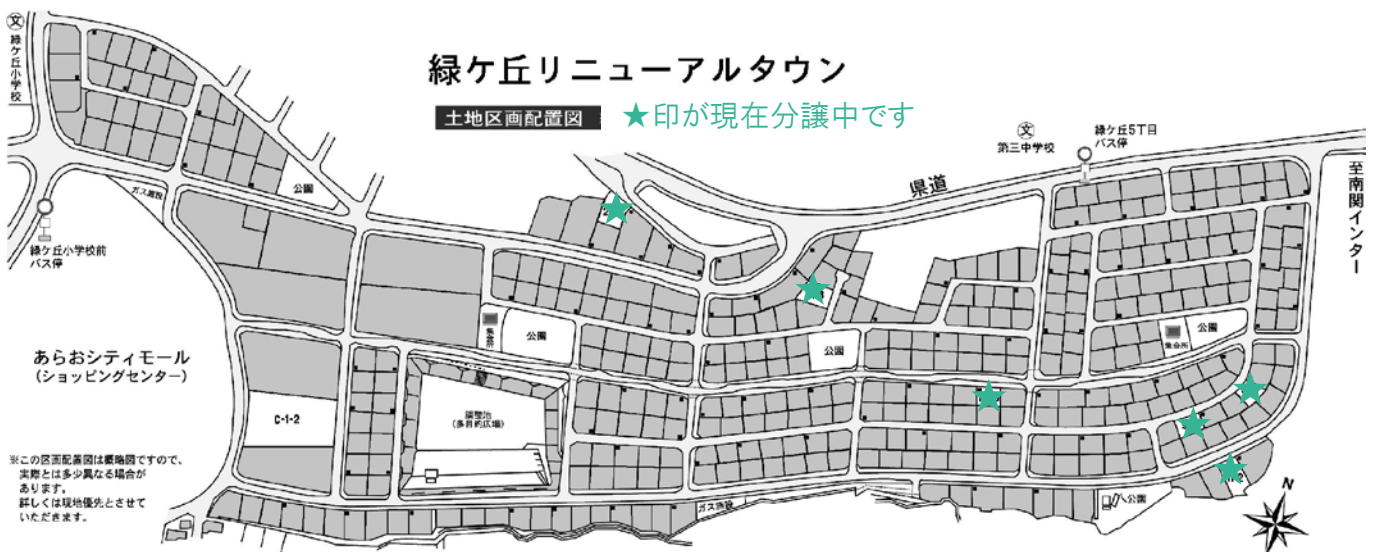 緑ケ丘リニューアルタウン
土地区画配置図
★印が現在分譲中です
文
緑ケ丘小学校
緑ケ丘小学校前
バス停
ガス施設
公園
文
第三中学校
緑ケ丘5丁目
バス停
県道
至南関インター
集会所
公園
公園
集会所
公園
あらおシティモール
(ショッピングセンター)
C-1-2
調整池
(多目的広場)
※この区画配置図は概略図ですので、
実際とは多少異なる場合が
あります。
詳しくは現地優先とさせて
いただきます。
ガス施設
公園
N